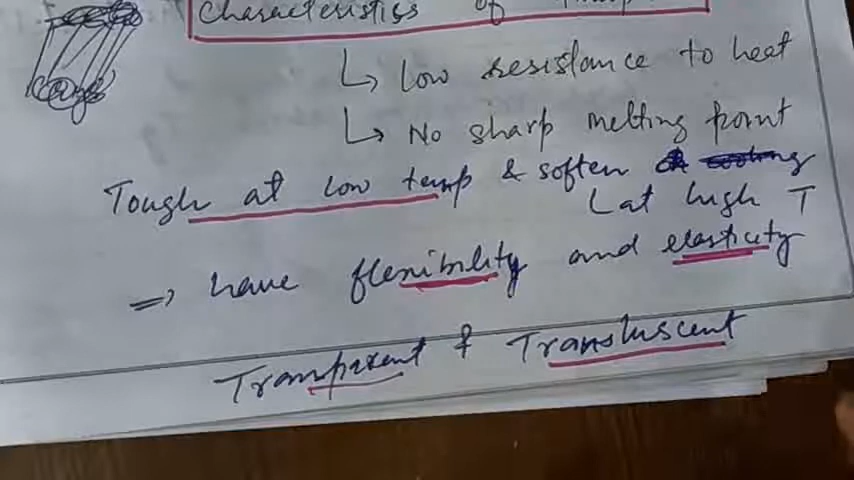 Characteristics of
↳ Low resistance to heat
↳ No sharp melting point
Tough at low temp & soften
↳ at high T
⇒ have flexibility and elasticity
Transparent & Transluscent